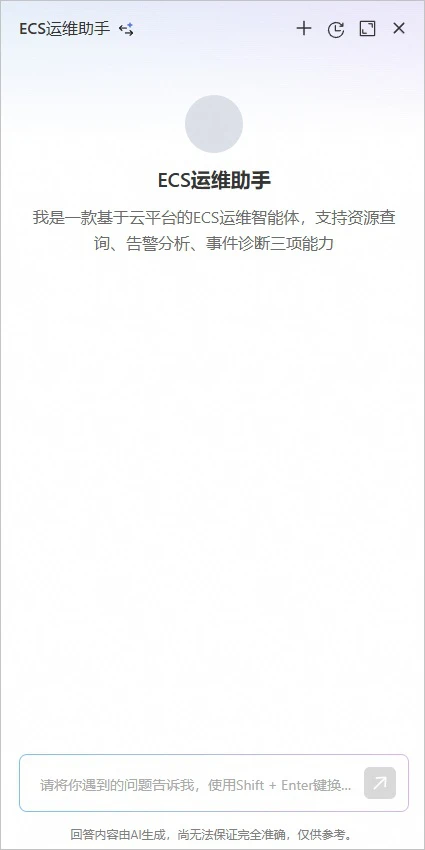 ECS运维助手
ECS运维助手
我是一款基于云平台的ECS运维智能体，支持资源查
询、告警分析、事件诊断三项能力
请将你遇到的问题告诉我，使用Shift + Enter键换...
回答内容由AI生成，尚无法保证完全准确，仅供参考。